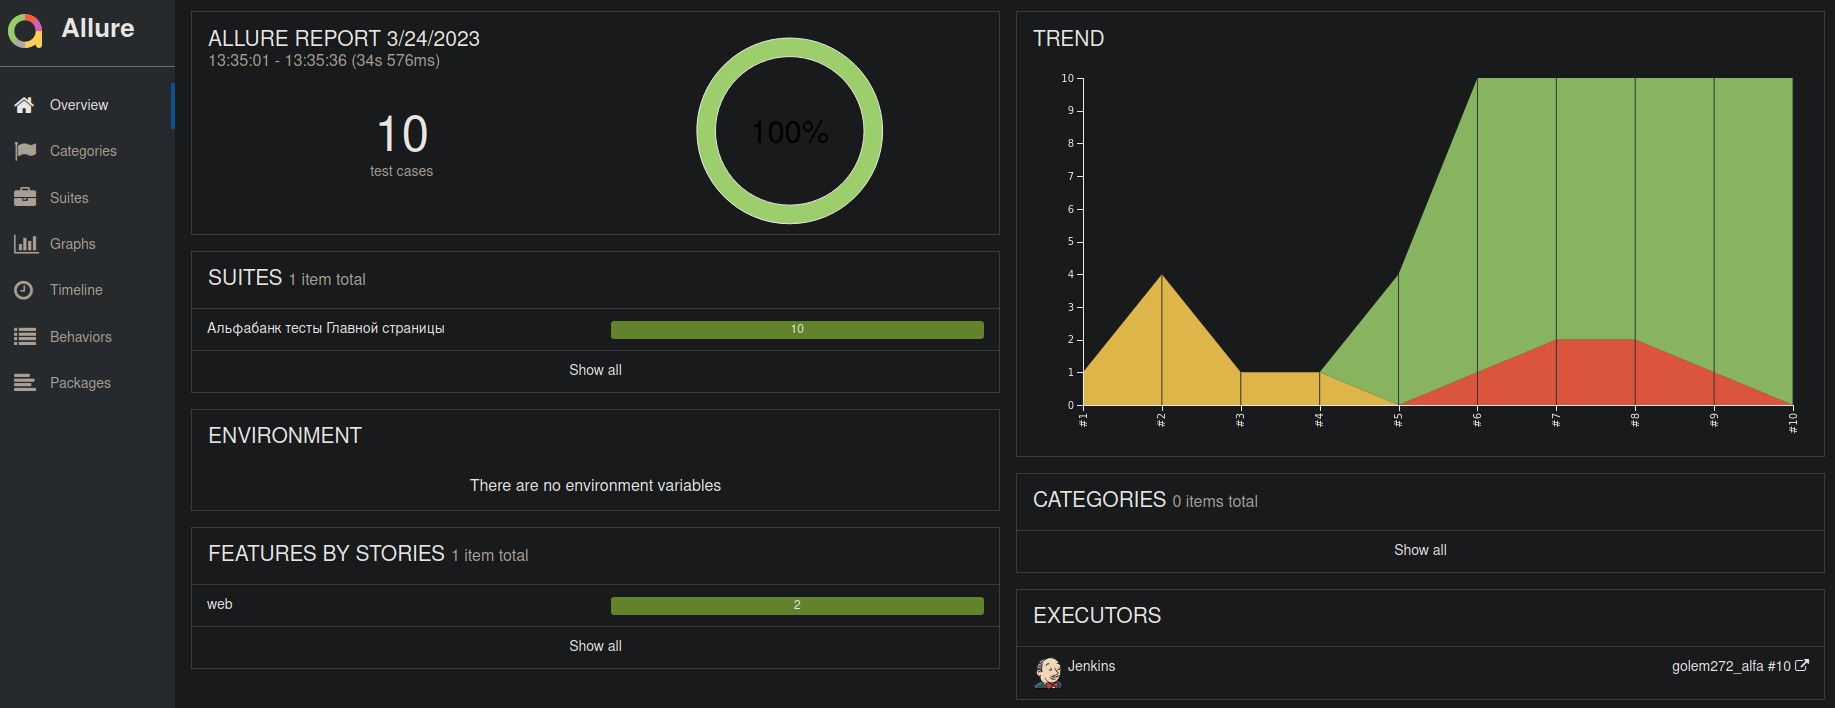 Allure
Overview
Categories
Suites
Graphs
Timeline
Behaviors
Packages
ALLURE REPORT 3/24/2023
13:35:01 - 13:35:36 (34s 576ms)
10
test cases
100%
SUITES 1 item total
Альфабанк тесты Главной страницы 10
Show all
ENVIRONMENT
There are no environment variables
FEATURES BY STORIES 1 item total
web 2
Show all
TREND
10
9
8
7
6
5
4
3
2
1
0
#1 #2 #3 #4 #5 #6 #7 #8 #9 #10
CATEGORIES 0 items total
Show all
EXECUTORS
Jenkins golem272_alfa #10